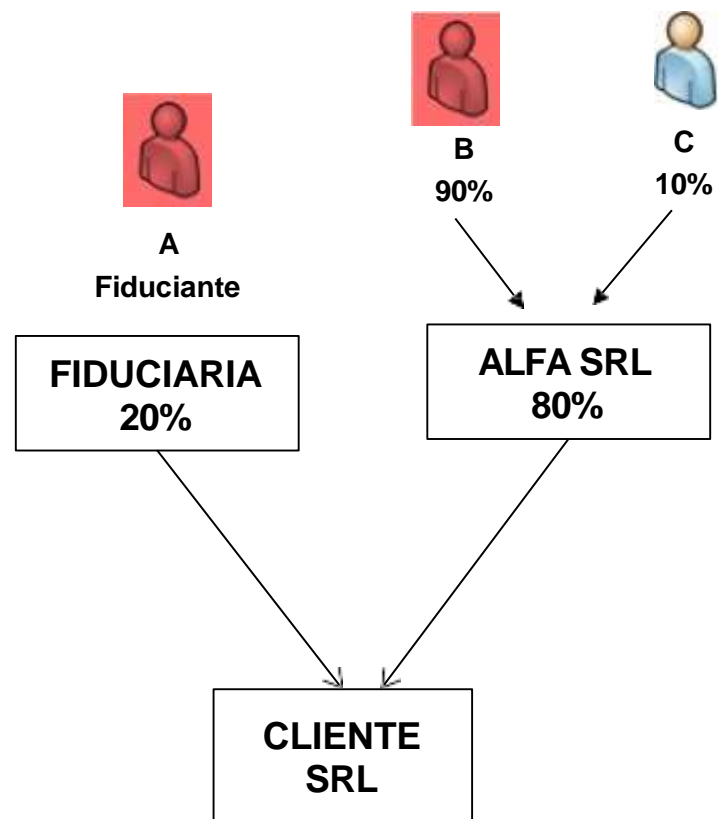 A
Fiduciante
B
90%
C
10%
FIDUCIARIA
20%
ALFA SRL
80%
CLIENTE
SRL